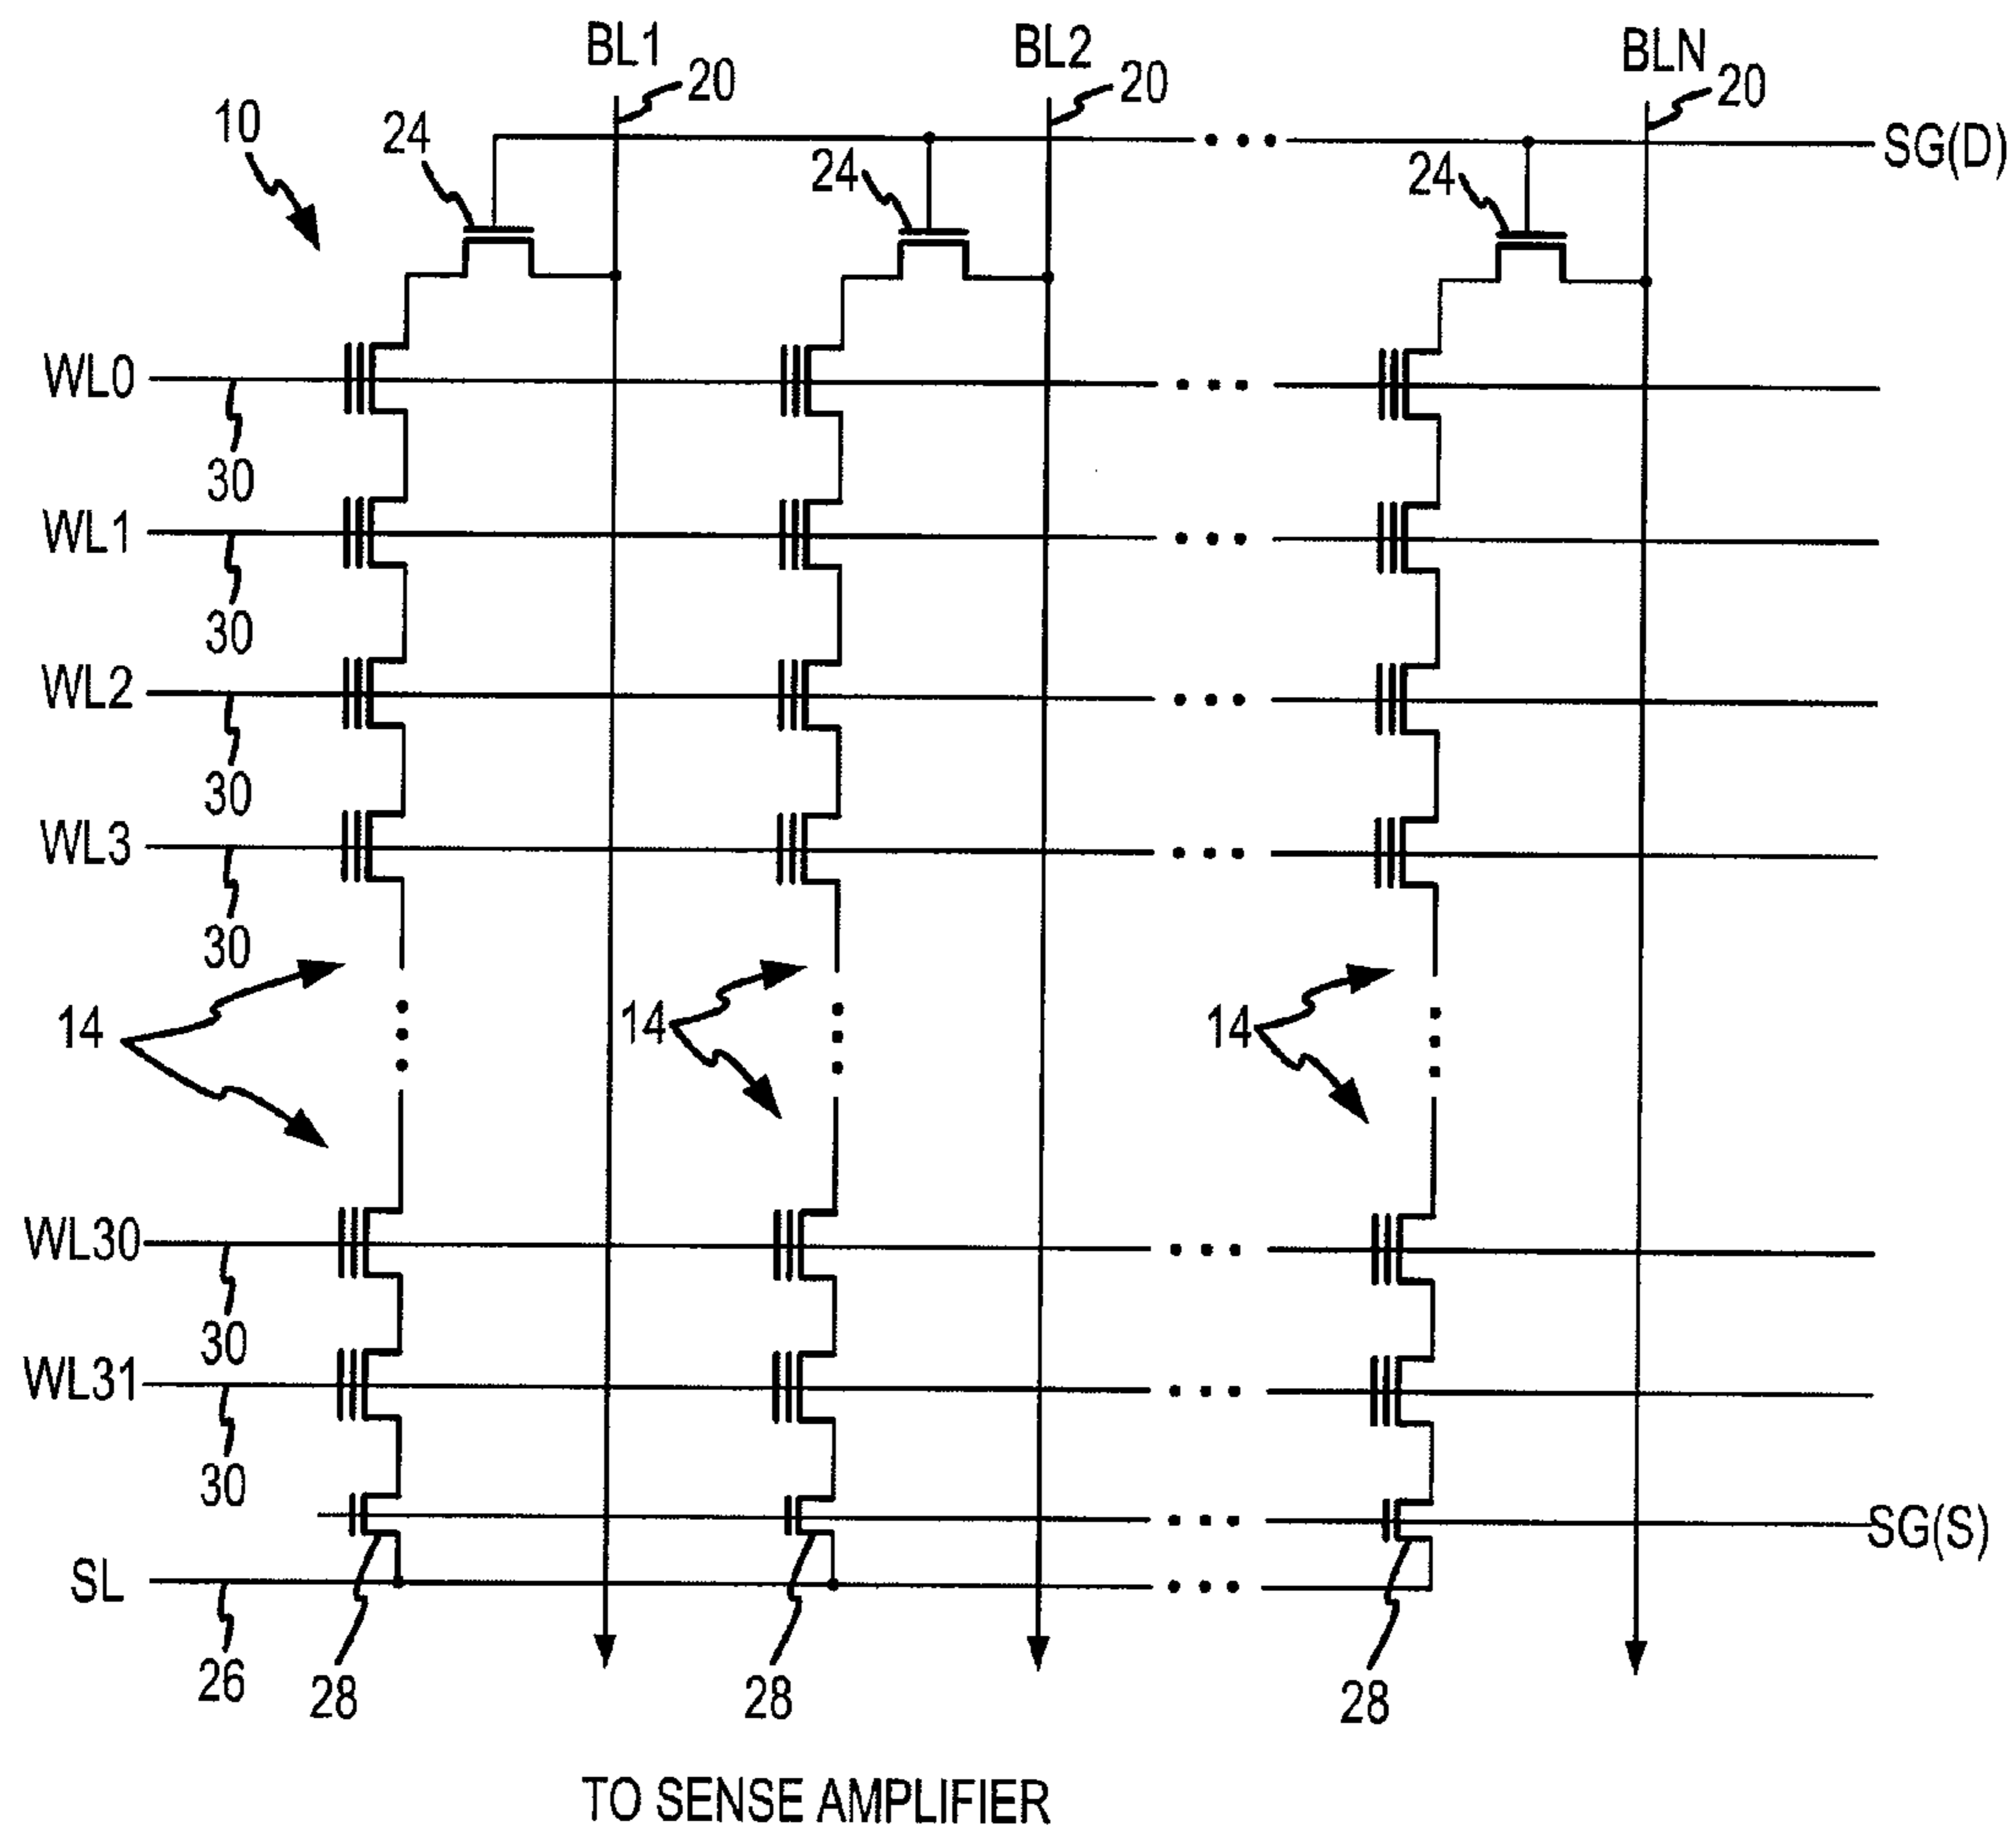 BL1
BL2
BLN
20
20
20
10
24
24
24
SG(D)
WL0
30
WL1
30
WL2
30
WL3
30
14
14
14
WL30
30
WL31
30
SG(S)
SL
26
28
28
28
TO SENSE AMPLIFIER